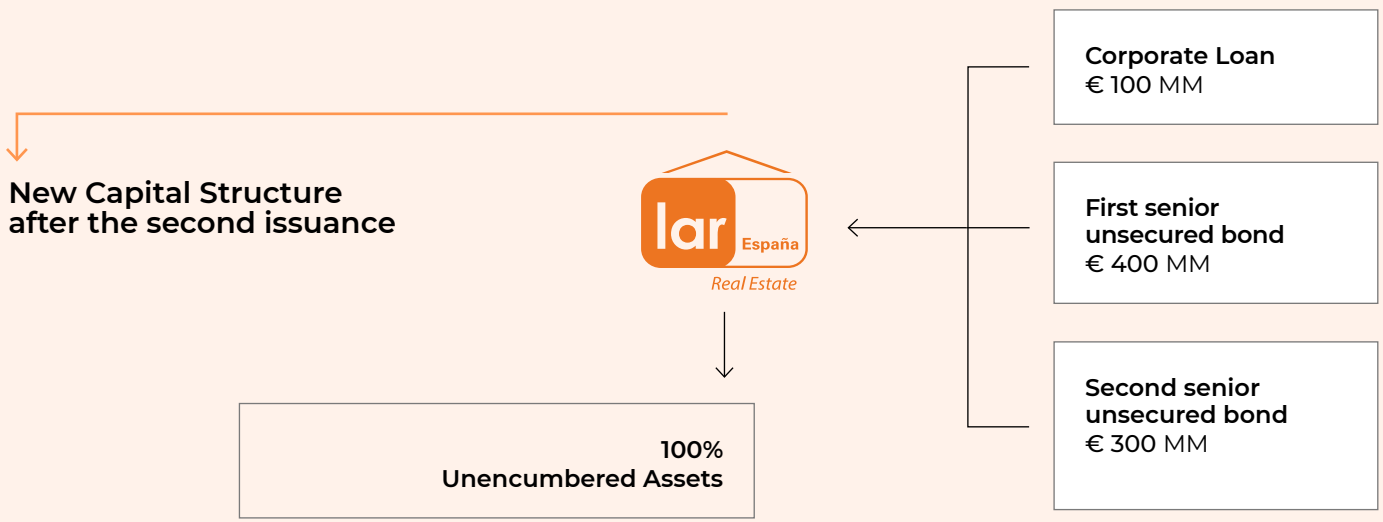 New Capital Structure
after the second issuance
lar
España
Real Estate
100%
Unencumbered Assets
Corporate Loan
€ 100 MM
First senior
unsecured bond
€ 400 MM
Second senior
unsecured bond
€ 300 MM